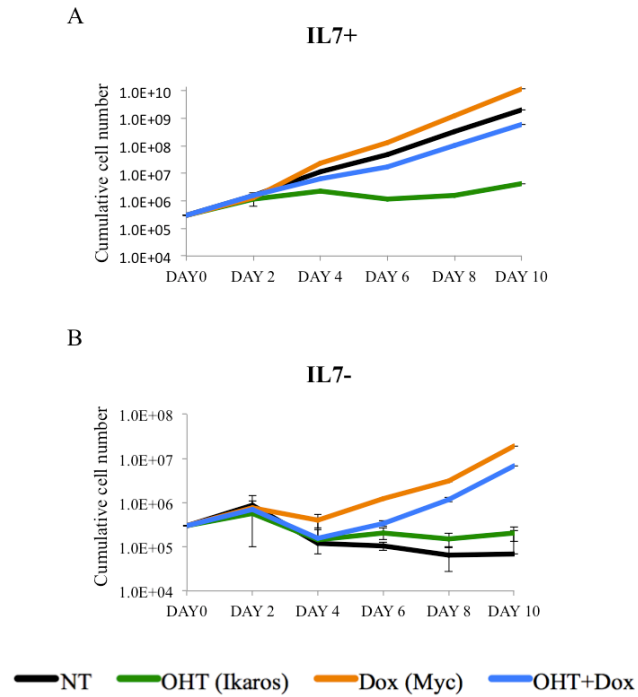 A
IL7+
Cumulative cell number
1.0E+10
1.0E+09
1.0E+08
1.0E+07
1.0E+06
1.0E+05
1.0E+04
DAY0 DAY 2 DAY 4 DAY 6 DAY 8 DAY 10
B
IL7-
Cumulative cell number
1.0E+08
1.0E+07
1.0E+06
1.0E+05
1.0E+04
DAY0 DAY 2 DAY 4 DAY 6 DAY 8 DAY 10
NT OHT (Ikaros) Dox (Myc) OHT+Dox